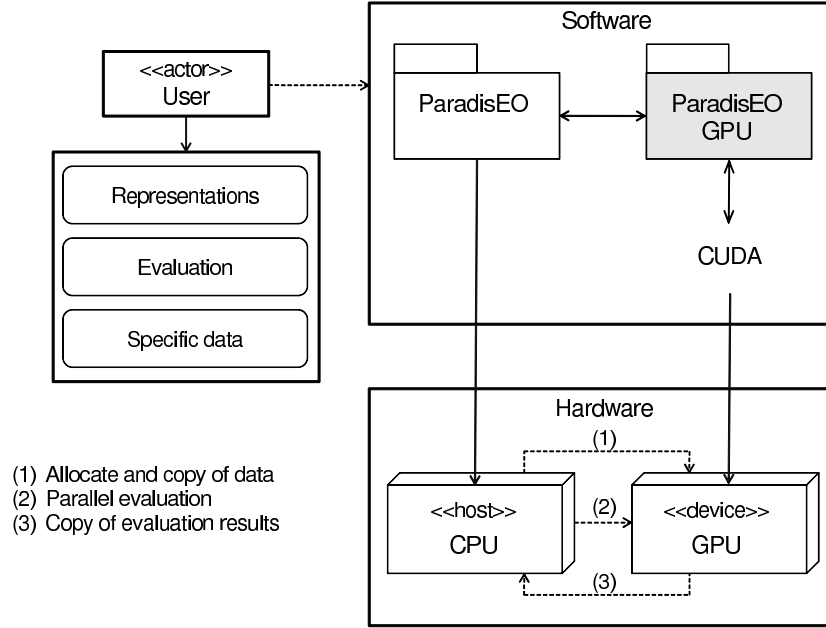 Software
<<actor>>
User
ParadisEO
ParadisEO
GPU
Representations
Evaluation
Specific data
CUDA
Hardware
(1)
<<host>>
CPU
(2)
<<device>>
GPU
(3)
(1) Allocate and copy of data
(2) Parallel evaluation
(3) Copy of evaluation results